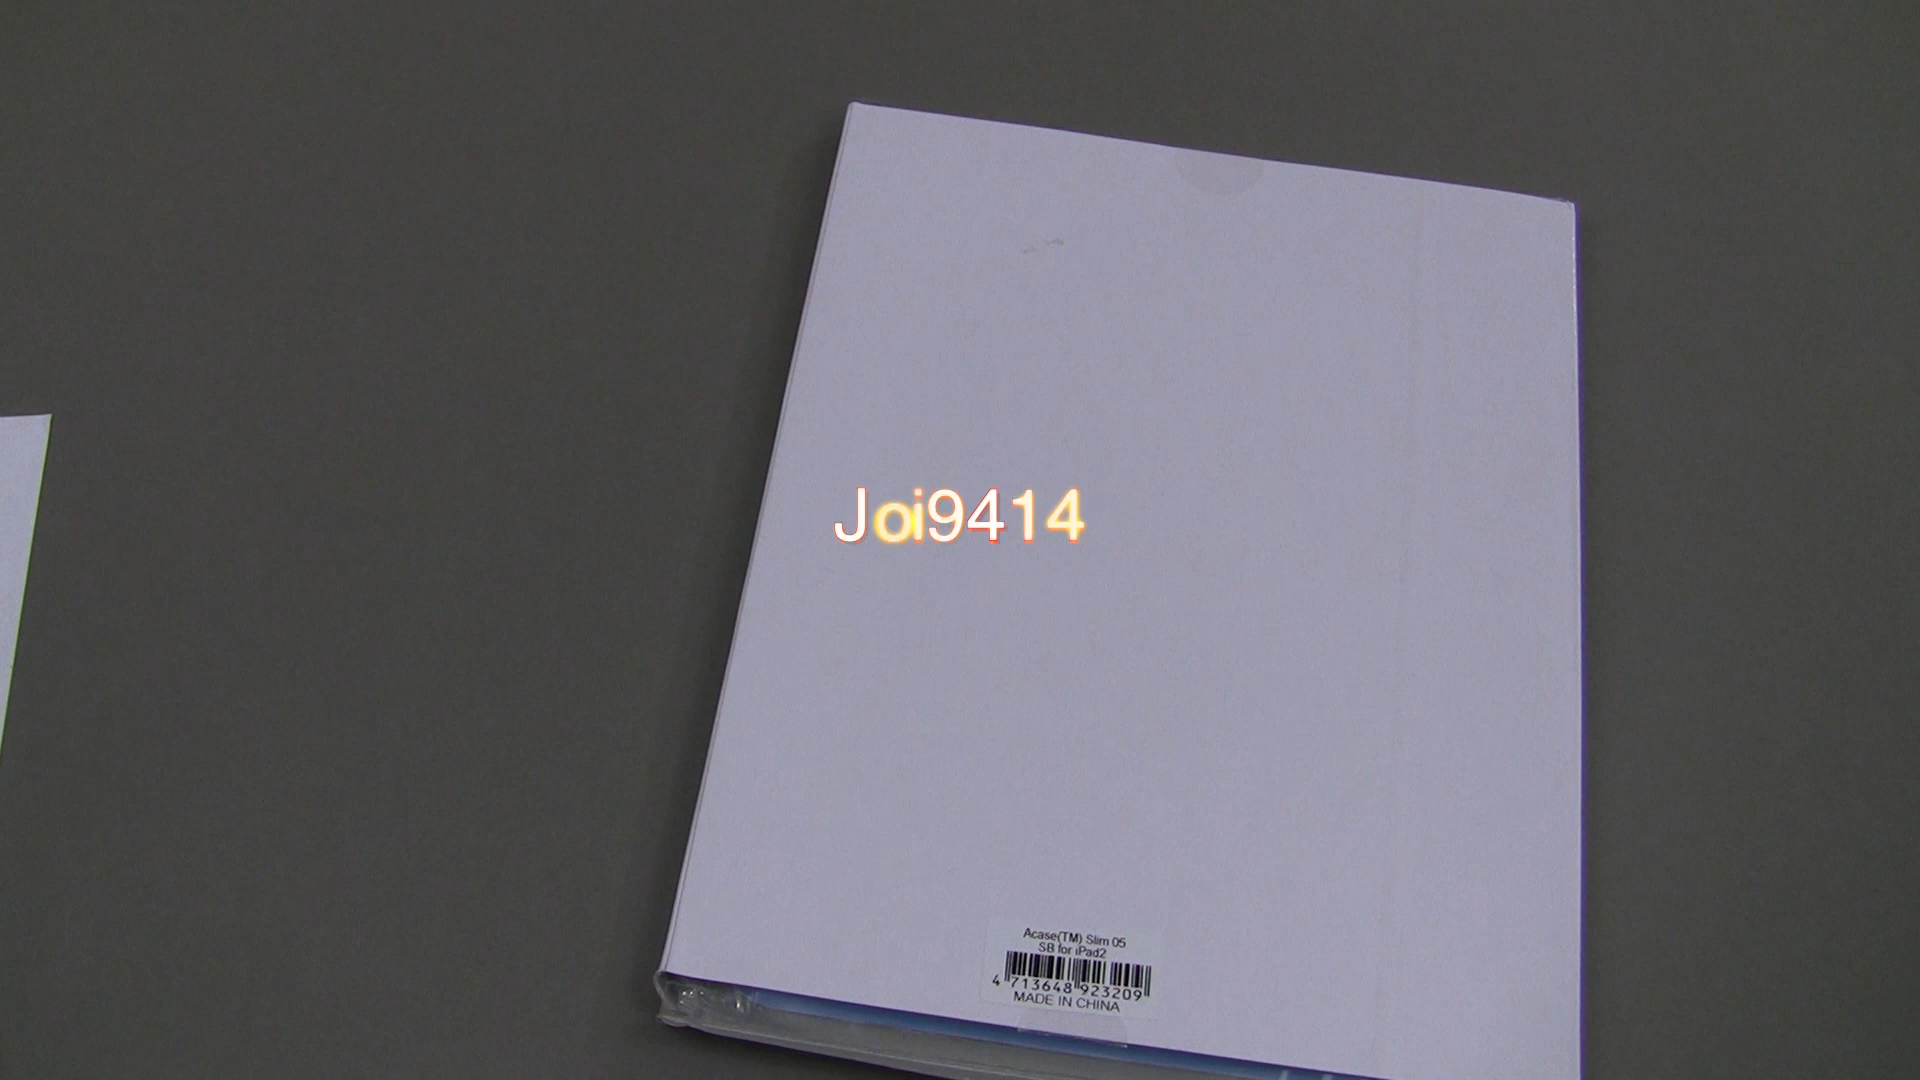 Joi9414
Acase(TM) Slim 05
SB for iPad2
4 713648 923209
MADE IN CHINA